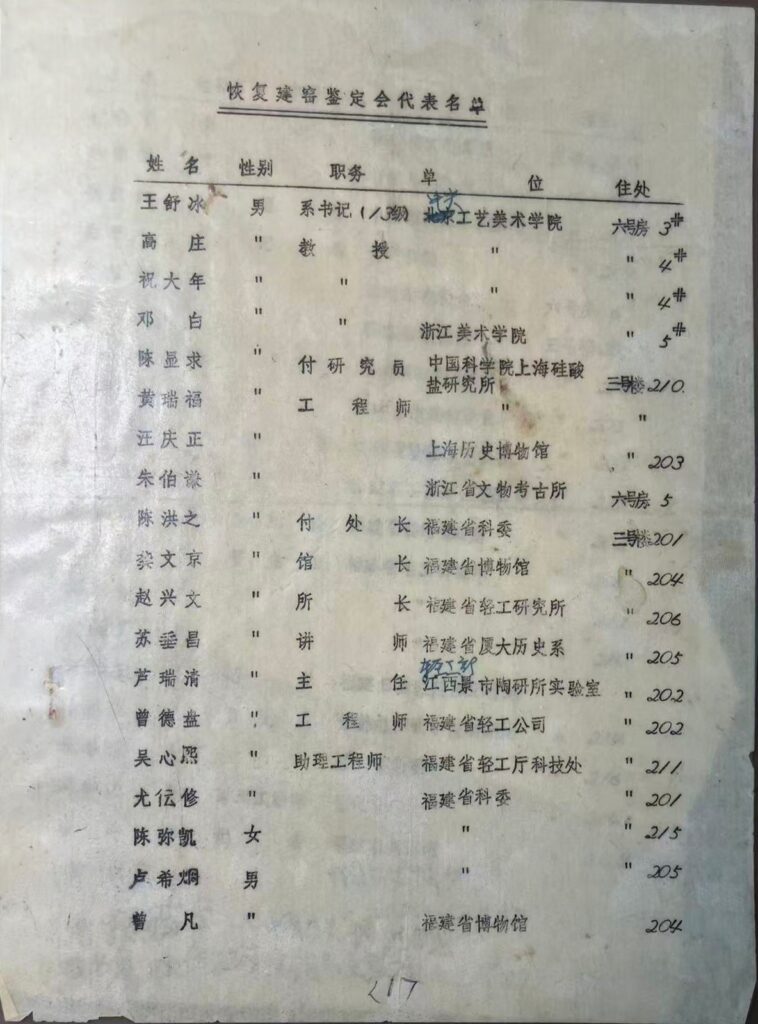 恢复建窑鉴定会代表名单
姓名 性别 职务 单位 住处
王舒冰 男 系书记(13级) 中央工艺美术学院 六号房 3#
高庄 " 教授 " " 4#
祝大年 " " " " 4#
邓白 " " 浙江美术学院 " 5#
陈显求 " 付研究员 中国科学院上海硅酸
盐研究所 三号楼 210
黄瑞福 " 工程师 " "
汪庆正 " 上海历史博物馆 " 203
朱伯谦 " 浙江省文物考古所 六号房 5
陈洪之 " 付处长 福建省科委 三号楼 201
文京 " 馆长 福建省博物馆 " 204
赵兴文 " 所长 福建省轻工研究所 " 206
苏垂昌 " 讲师 福建省厦大历史系 " 205
轻工部
芦瑞清 " 主任 江西景市陶研所实验室 " 202
曾德盘 " 工程师 福建省轻工公司 " 202
吴心熙 " 助理工程师 福建省轻工厅科技处 " 211
尤伝修 " 福建省科委 " 201
陈弥凯 女 " " 215
卢希炯 男 " " 205
曾凡 " 福建省博物馆 204
217